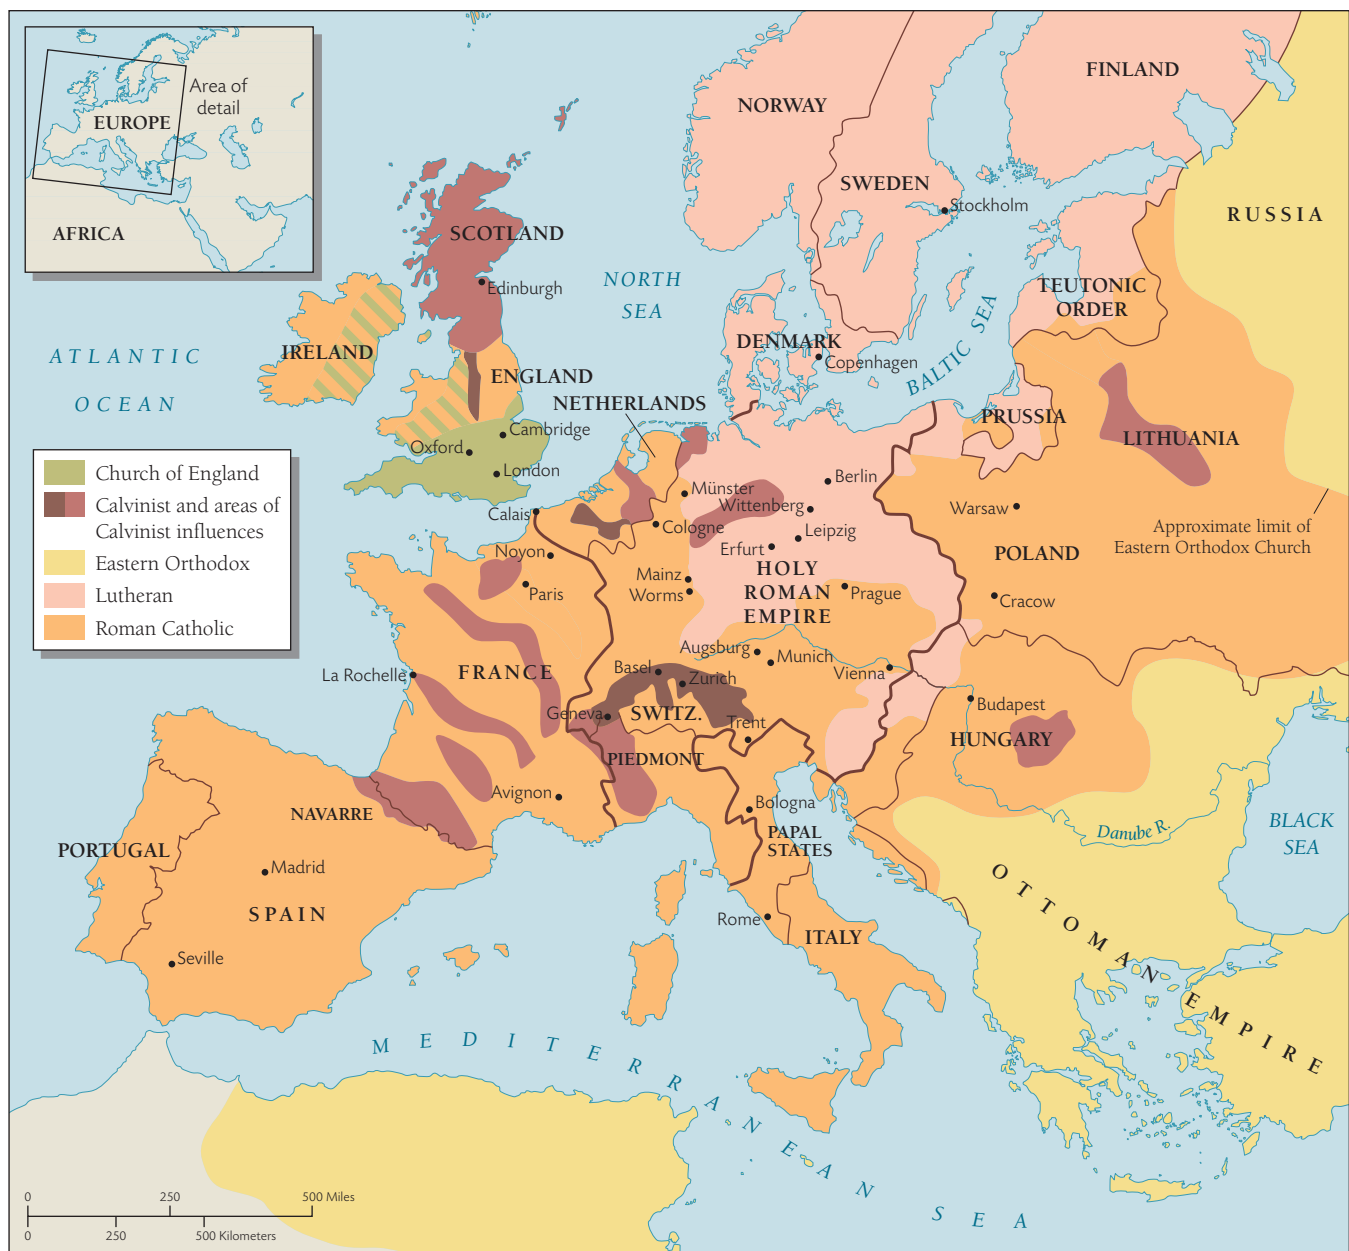 Area of
detail
EUROPE
AFRICA
NORWAY
FINLAND
SWEDEN
Stockholm
RUSSIA
SCOTLAND
Edinburgh
NORTH
SEA
TEUTONIC
ORDER
ATLANTIC
OCEAN
IRELAND
ENGLAND
DENMARK
Copenhagen
BALTIC SEA
NETHERLANDS
PRUSSIA
LITHUANIA
Cambridge
Oxford
London
Church of England
Calvinist and areas of
Calvinist influences
Eastern Orthodox
Lutheran
Roman Catholic
Calais
Münster
Berlin
Wittenberg
Cologne
Leipzig
Erfurt
Warsaw
Approximate limit of
Eastern Orthodox Church
Noyon
Paris
Mainz
Worms
HOLY
ROMAN
EMPIRE
Prague
POLAND
Cracow
Augsburg
Munich
Vienna
La Rochelle
FRANCE
Basel
Zurich
Geneva
SWITZ.
Trent
Budapest
HUNGARY
PIEDMONT
Avignon
Bologna
NAVARRE
PAPAL
STATES
Danube R.
BLACK
SEA
PORTUGAL
Madrid
SPAIN
Seville
Rome
ITALY
OTTOMAN EMPIRE
MEDITERRANEAN SEA
0 250 500 Miles
0 250 500 Kilometers